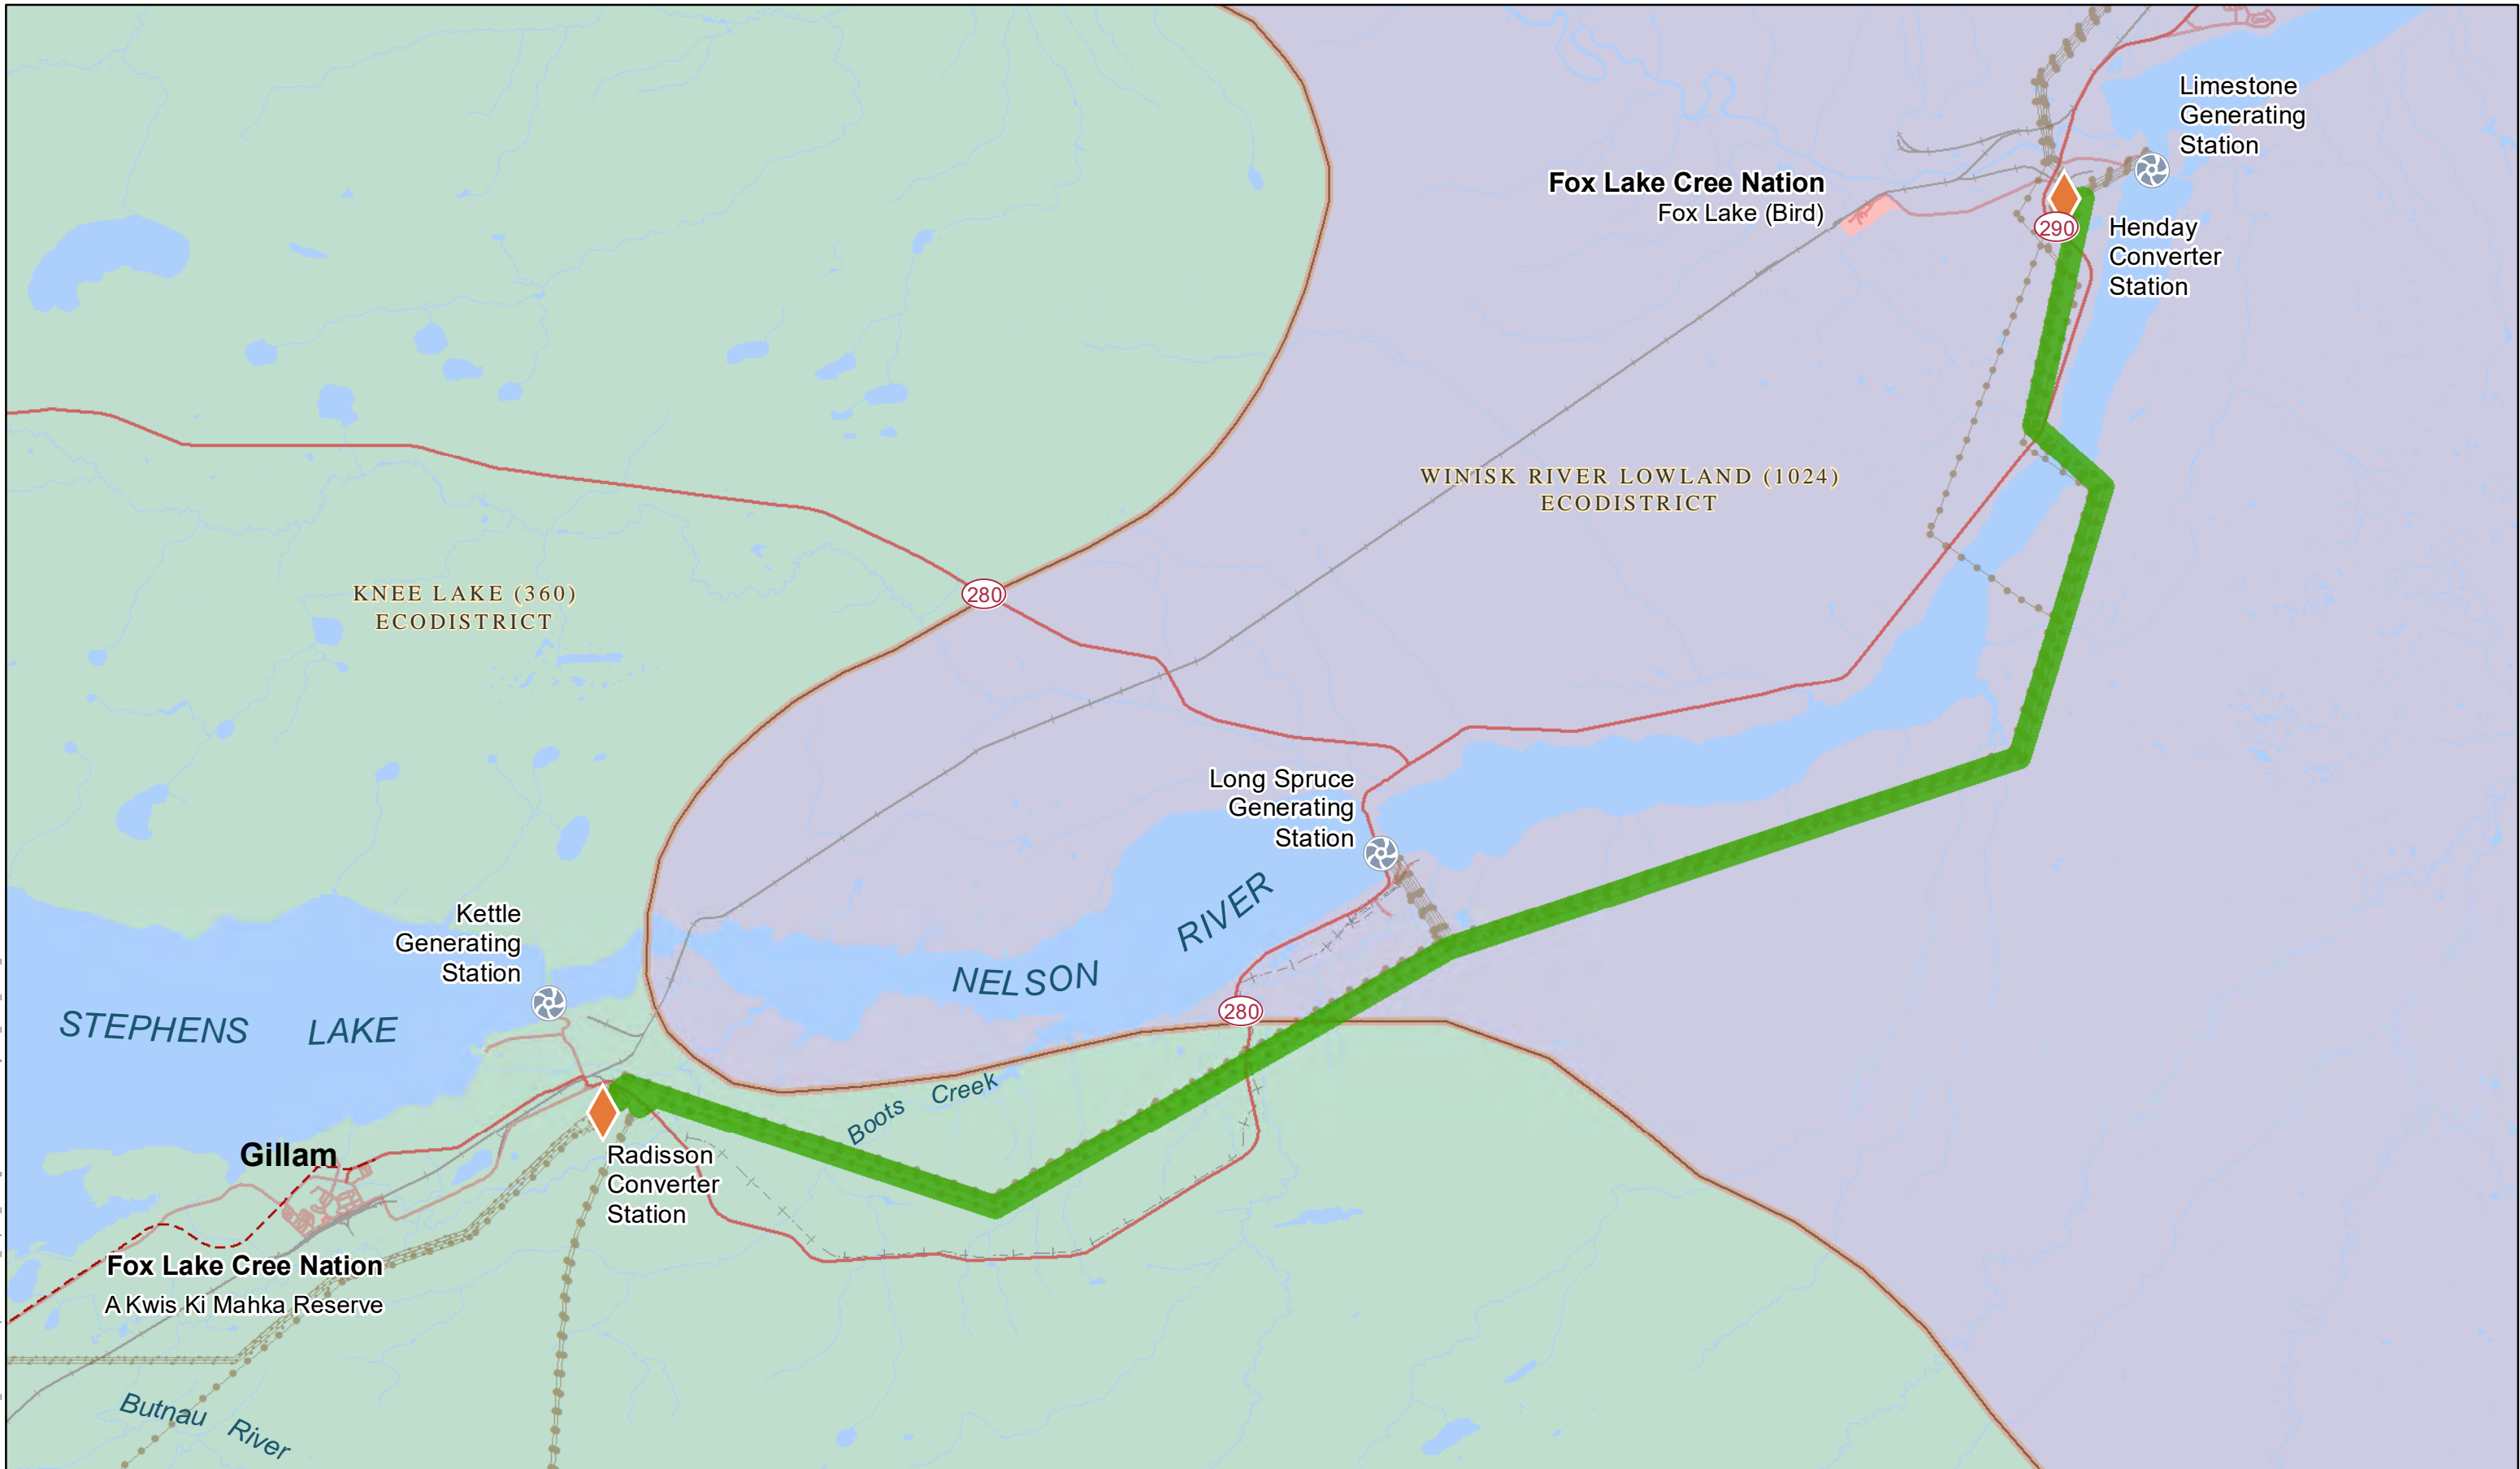 Limestone
Generating
Station
Fox Lake Cree Nation
Fox Lake (Bird)
290
Henday
Converter
Station
WINISK RIVER LOWLAND (1024)
ECODISTRICT
KNEE LAKE (360)
ECODISTRICT
280
Long Spruce
Generating
Station
Kettle
Generating
Station
NELSON RIVER
280
STEPHENS LAKE
Boots Creek
Gillam
Radisson
Converter
Station
Fox Lake Cree Nation
A Kwis Ki Mahka Reserve
Butnau River